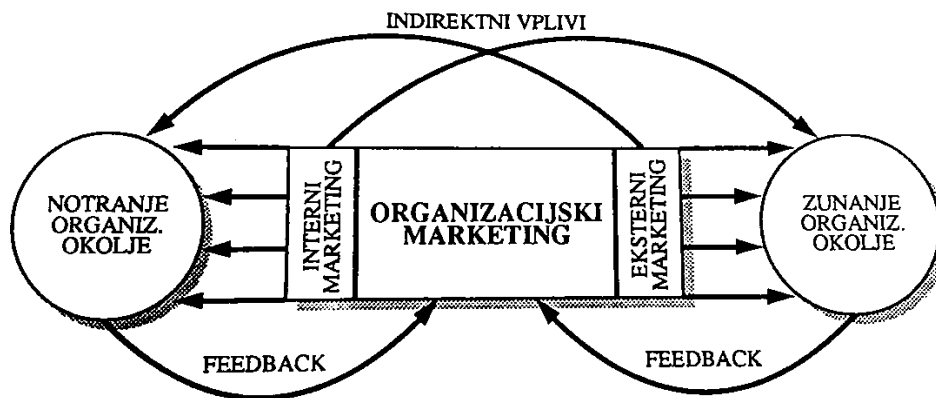 INDIREKTNI VPLIVI
NOTRANJE
ORGANIZ.
OKOLJE
INTERNI
MARKETING
ORGANIZACIJSKI
MARKETING
EKSTERNI
MARKETING
ZUNANJE
ORGANIZ.
OKOLJE
FEEDBACK
FEEDBACK